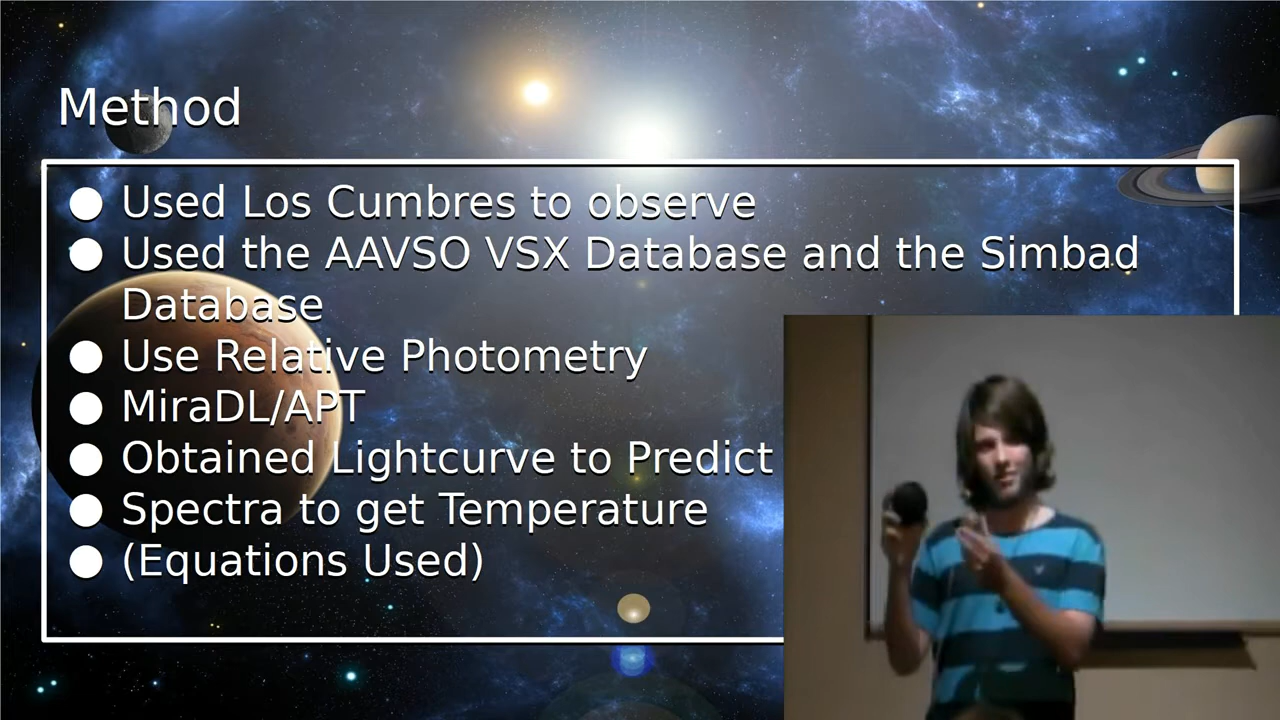 Method
● Used Los Cumbres to observe
● Used the AAVSO VSX Database and the Simbad
Database
● Use Relative Photometry
● MiraDL/APT
● Obtained Lightcurve to Predict
● Spectra to get Temperature
● (Equations Used)